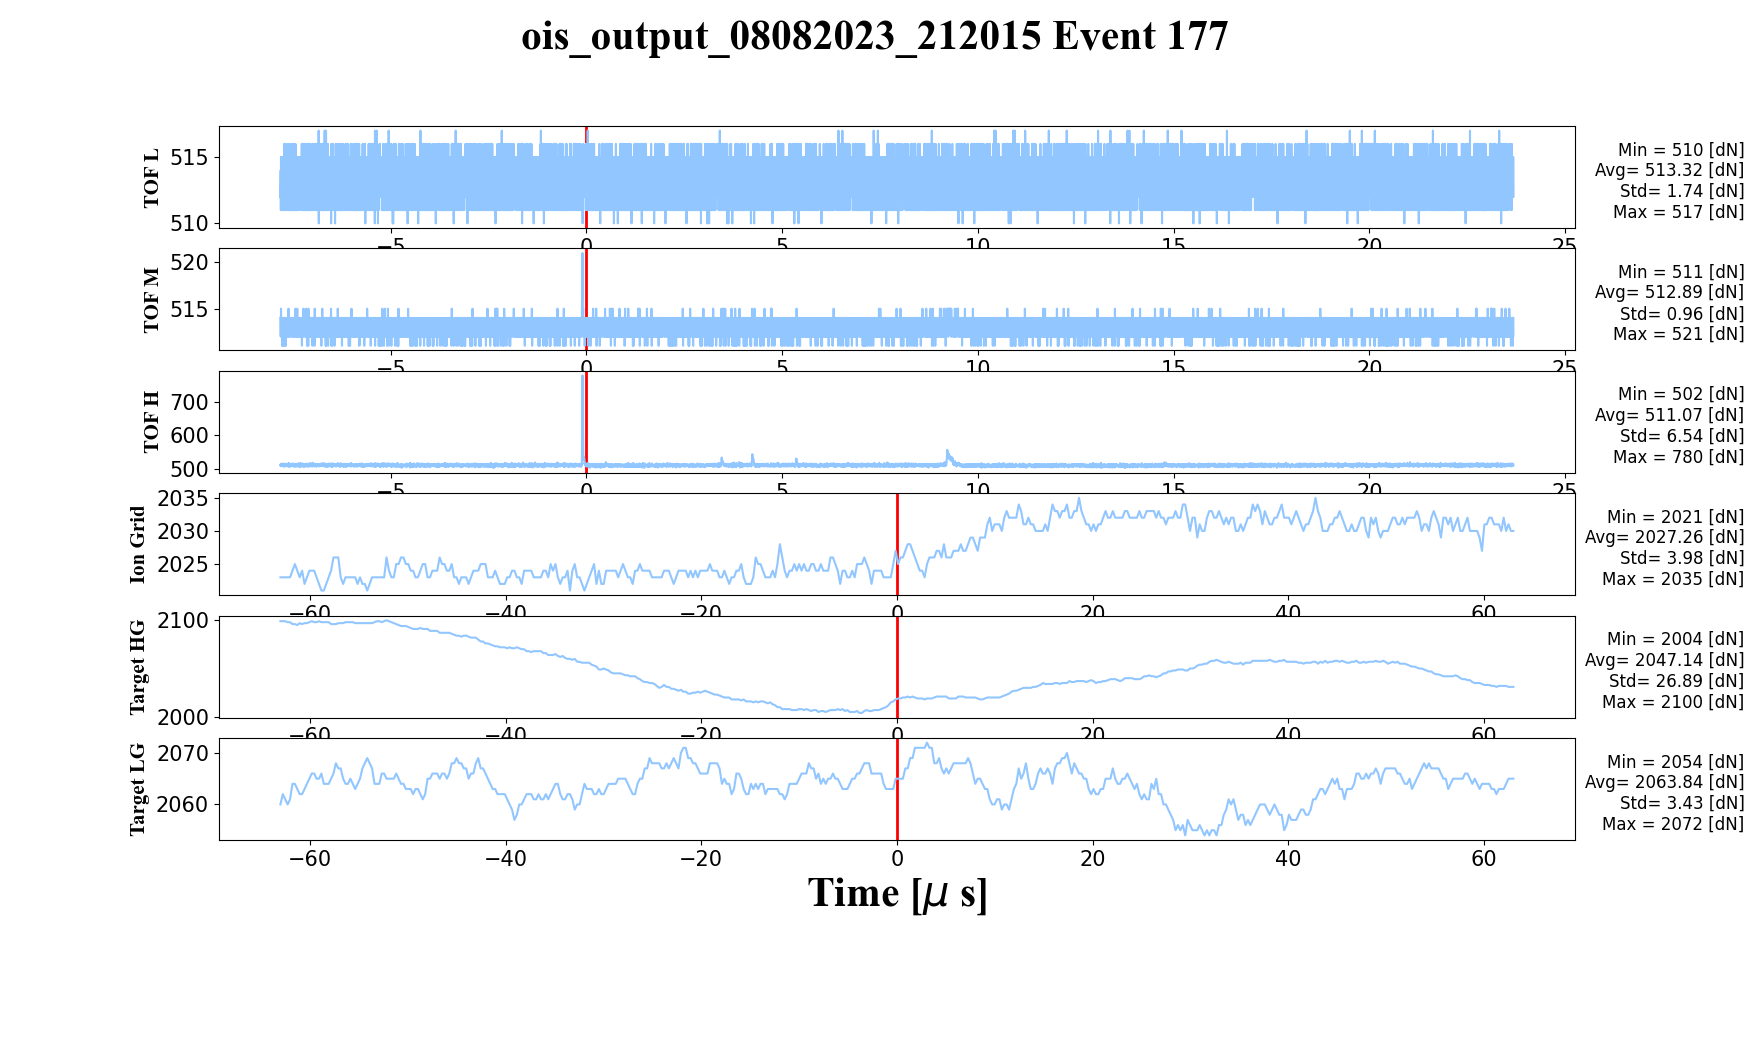 ois_output_08082023_212015 Event 177
TOF L
515
510
−5
0
5
10
15
20
25
Min = 510 [dN]
Avg= 513.32 [dN]
Std= 1.74 [dN]
Max = 517 [dN]
TOF M
520
515
−5
0
5
10
15
20
25
Min = 511 [dN]
Avg= 512.89 [dN]
Std= 0.96 [dN]
Max = 521 [dN]
TOF H
700
600
500
−5
0
5
10
15
20
25
Min = 502 [dN]
Avg= 511.07 [dN]
Std= 6.54 [dN]
Max = 780 [dN]
Ion Grid
2035
2030
2025
−60
−40
−20
0
20
40
60
Min = 2021 [dN]
Avg= 2027.26 [dN]
Std= 3.98 [dN]
Max = 2035 [dN]
Target HG
2100
2000
−60
−40
−20
0
20
40
60
Min = 2004 [dN]
Avg= 2047.14 [dN]
Std= 26.89 [dN]
Max = 2100 [dN]
Target LG
2070
2060
−60
−40
−20
0
20
40
60
Min = 2054 [dN]
Avg= 2063.84 [dN]
Std= 3.43 [dN]
Max = 2072 [dN]
Time [μ s]